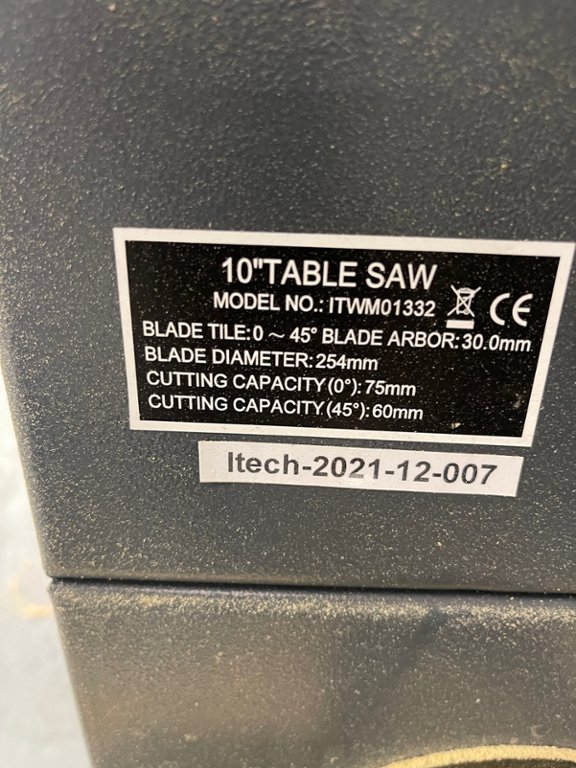 10"TABLE SAW
MODEL NO.: ITWM01332 CE
BLADE TILE:0 ~ 45° BLADE ARBOR:30.0mm
BLADE DIAMETER:254mm
CUTTING CAPACITY(0°):75mm
CUTTING CAPACITY(45°):60mm
Itech-2021-12-007